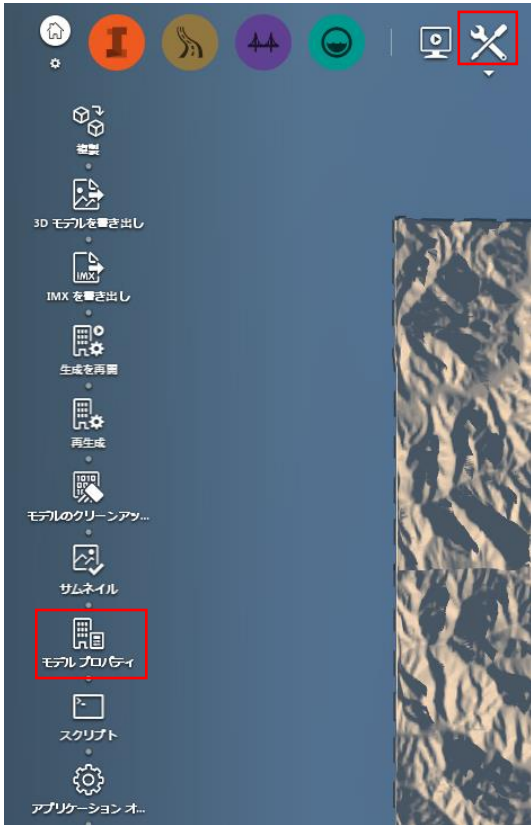 複製
3D モデルを書き出し
IMX
IMX を書き出し
生成を再開
再生成
モデルのクリーンアッ...
サムネイル
モデル プロパティ
スクリプト
アプリケーション オ...